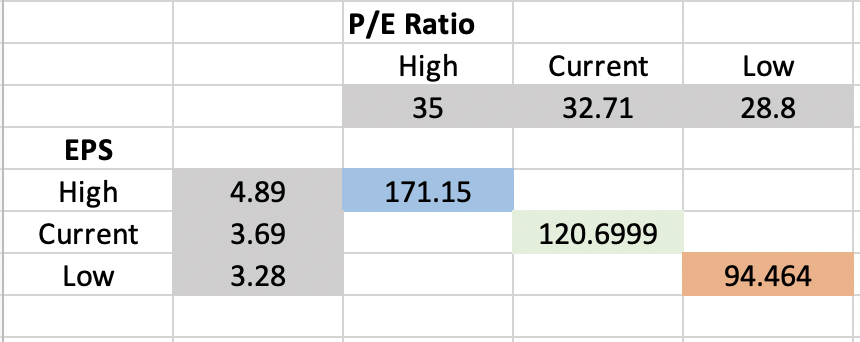 P/E Ratio
High Current Low
35 32.71 28.8
EPS
High 4.89 171.15
Current 3.69 120.6999
Low 3.28 94.464